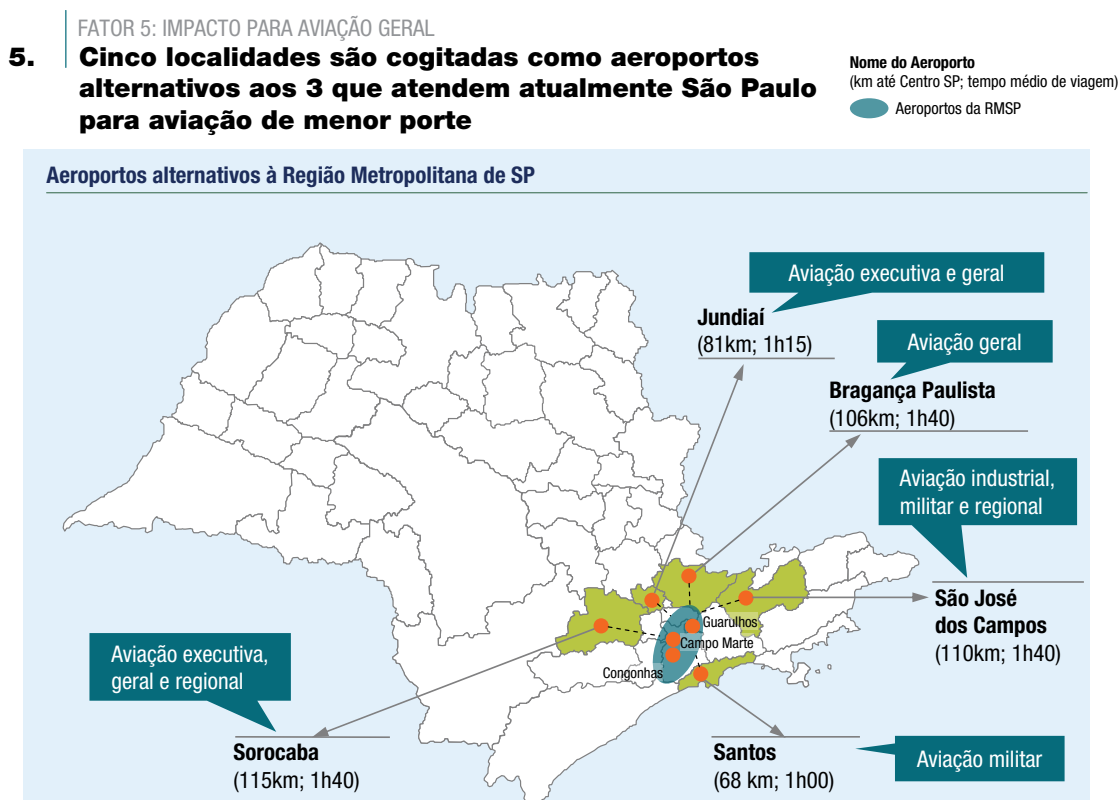 FATOR 5: IMPACTO PARA AVIAÇÃO GERAL
5. Cinco localidades são cogitadas como aeroportos
alternativos aos 3 que atendem atualmente São Paulo
para aviação de menor porte
Nome do Aeroporto
(km até Centro SP; tempo médio de viagem)
Aeroportos da RMSP
Aeroportos alternativos à Região Metropolitana de SP
Aviação executiva e geral
Jundiaí
(81km; 1h15)
Aviação geral
Bragança Paulista
(106km; 1h40)
Aviação industrial,
militar e regional
São José
dos Campos
(110km; 1h40)
Guarulhos
Campo Marte
Congonhas
Aviação executiva,
geral e regional
Sorocaba
(115km; 1h40)
Santos
(68 km; 1h00)
Aviação militar